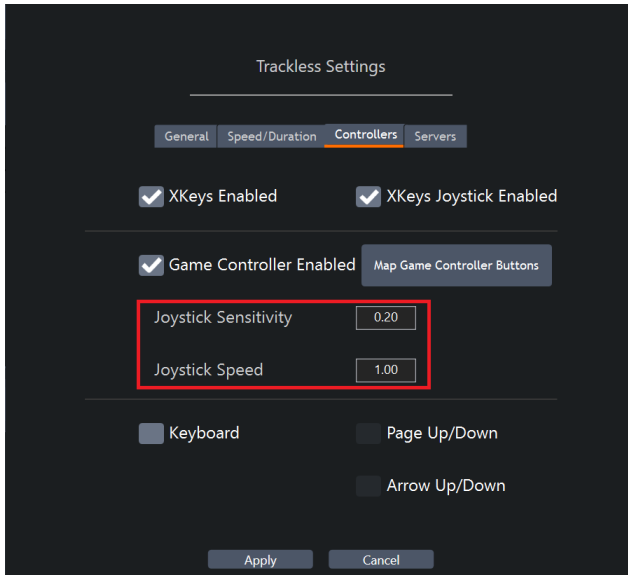 Trackless Settings
General Speed/Duration Controllers Servers
XKeys Enabled XKeys Joystick Enabled
Game Controller Enabled Map Game Controller Buttons
Joystick Sensitivity 0.20
Joystick Speed 1.00
Keyboard Page Up/Down
Arrow Up/Down
Apply Cancel